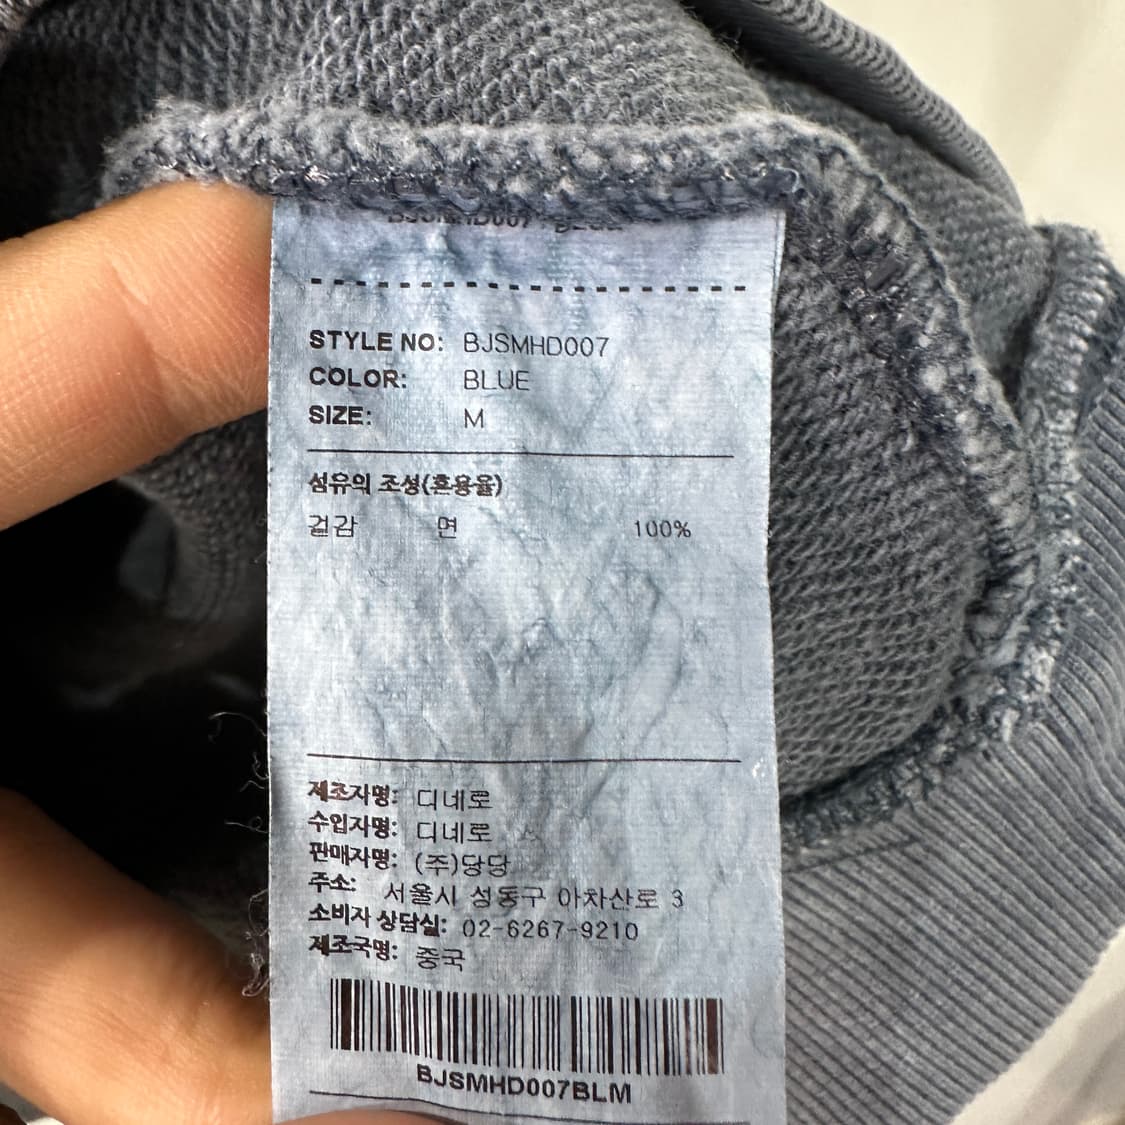 STYLE NO: BJSMHD007
COLOR: BLUE
SIZE: M
섬유의 조성(혼용율)
겉감 면 100%
제조자명: 디네로
수입자명: 디네로
판매자명: (주)당당
주소: 서울시 성동구 아차산로 3
소비자 상담실: 02-6267-9210
제조국명: 중국
BJSMHD007BLM